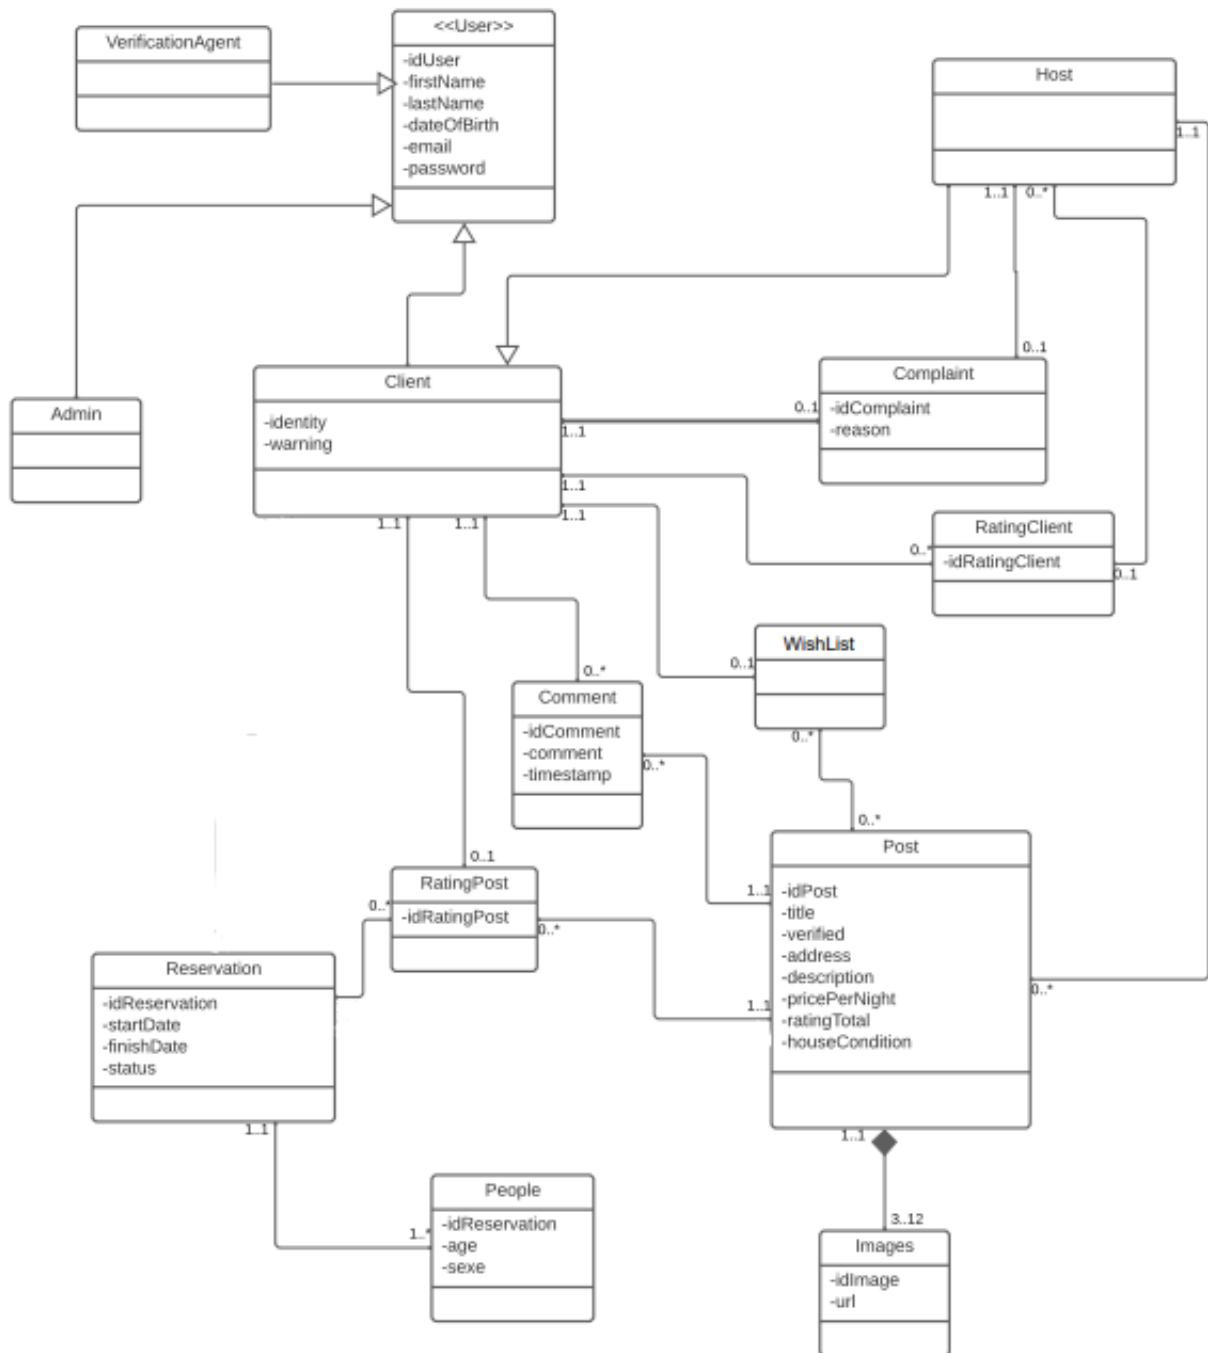 VerificationAgent
<<User>>
-idUser
-firstName
-lastName
-dateOfBirth
-email
-password
Host
1..1
1..1
0..*
Admin
Client
-identity
-warning
0..1
Complaint
-idComplaint
-reason
0..1
1..1
1..1
1..1
1..1
1..1
RatingClient
-idRatingClient
0..*
0..1
WishList
0..1
0..*
0..*
Comment
-idComment
-comment
-timestamp
0..*
0..*
Post
-idPost
-title
-verified
-address
-description
-pricePerNight
-ratingTotal
-houseCondition
1..1
1..1
0..*
0..1
RatingPost
-idRatingPost
0..*
0..*
Reservation
-idReservation
-startDate
-finishDate
-status
1..1
1..1
People
-idReservation
-age
-sexe
1..*
3..12
Images
-idImage
-url